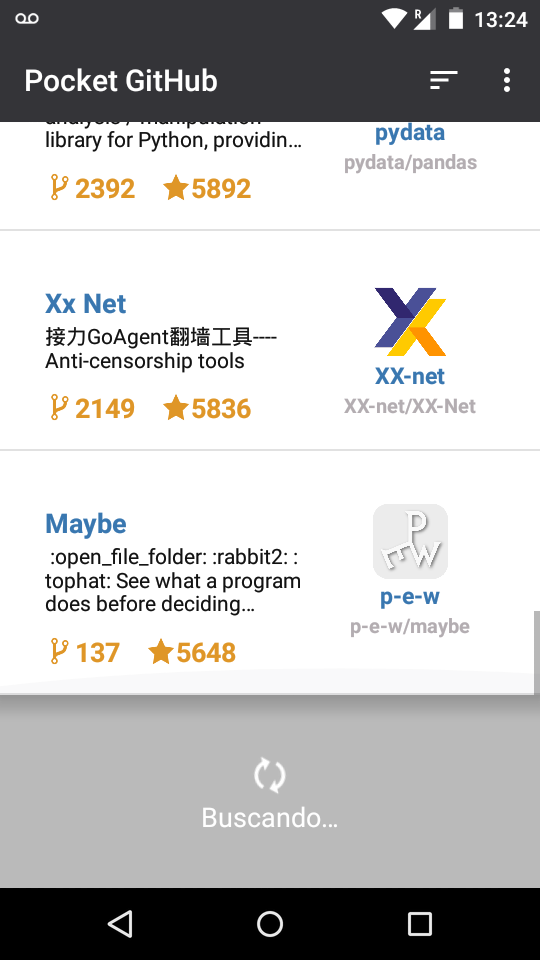 R
13:24
Pocket GitHub
analysis / manipulation
library for Python, providin...
pydata
pydata/pandas
2392
5892
Xx Net
接力GoAgent翻墙工具----
Anti-censorship tools
XX-net
XX-net/XX-Net
2149
5836
Maybe
:open_file_folder: :rabbit2: :
tophat: See what a program
does before deciding...
PEW
p-e-w
p-e-w/maybe
137
5648
Buscando...